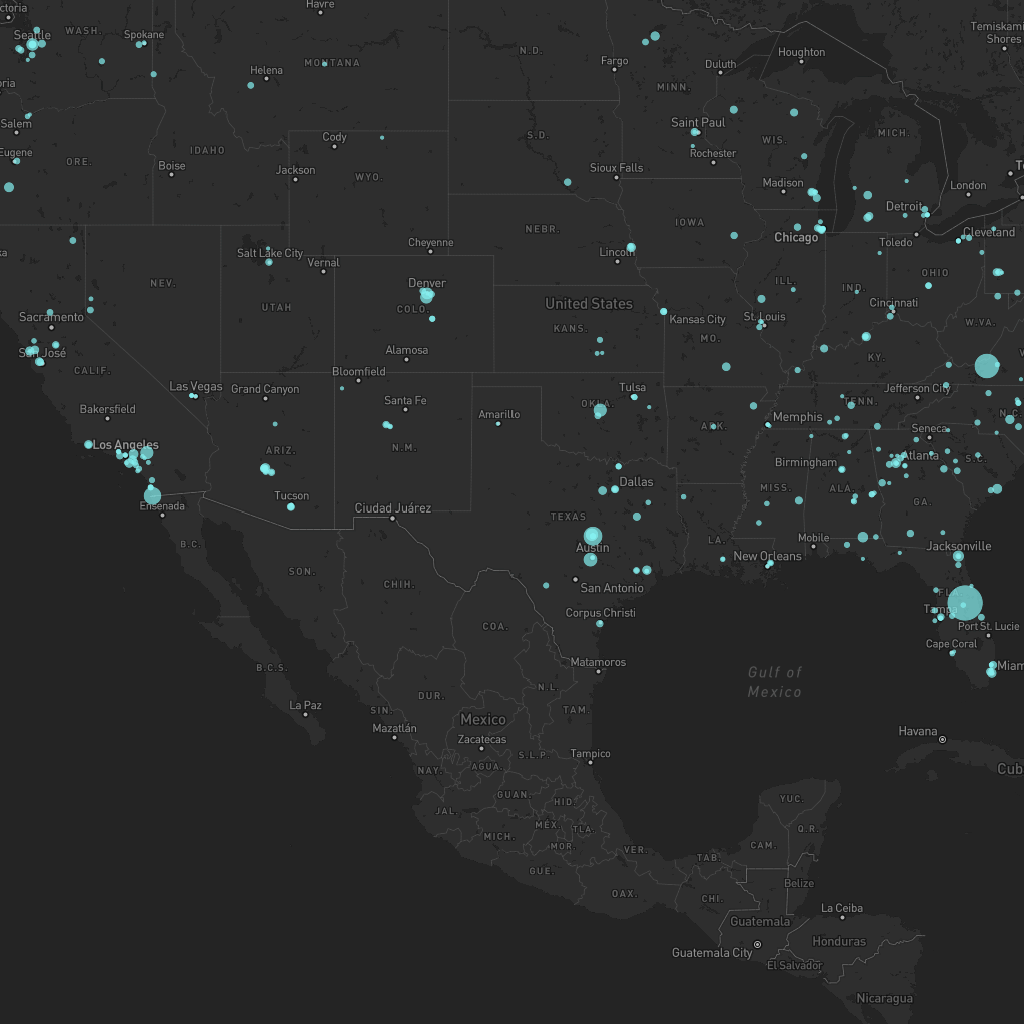 ctoria
Havre
WASH.
Seattle
Spokane
N.D.
Temiskami
Shores
Houghton
MONTANA
Helena
Fargo
Duluth
oria
MINN.
Salem
Saint Paul
MICH.
S.D.
Cody
WIS.
Eugene
IDAHO
Rochester
ORE.
Boise
Jackson
WYO.
Sioux Falls
Madison
London
Detroit
NEBR.
IOWA
Chicago
Toledo
Cleveland
ka
Salt Lake City
Vernal
Cheyenne
Lincoln
OHIO
NEV.
Denver
ILL.
IND.
United States
Cincinnati
UTAH
COLO.
Sacramento
KANS.
Kansas City
St. Louis
W.VA.
MO.
San José
Alamosa
KY.
CALIF.
Bloomfield
Las Vegas
Grand Canyon
Tulsa
Jefferson City
Santa Fe
OKLA.
TENN.
Bakersfield
Amarillo
Memphis
N.C.
ARK.
Seneca
Los Angeles
ARIZ.
N.M.
Birmingham
Atlanta
S.C.
Dallas
MISS.
ALA.
Tucson
GA.
Ensenada
Ciudad Juárez
TEXAS
B.C.
Austin
LA.
Mobile
Jacksonville
New Orleans
SON.
CHIH.
San Antonio
FLA.
Corpus Christi
Tampa
COA.
Port St. Lucie
Cape Coral
B.C.S.
Matamoros
Miam
Gulf of
Mexico
N.L.
DUR.
La Paz
SIN.
TAM.
Mexico
Mazatlán
Havana
Zacatecas
S.L.P.
Tampico
NAY.
AGUA.
Cuba
GUAN.
HID.
YUC.
JAL.
MÉX.
TLA.
Q.R.
MICH.
MOR.
CAM.
VER.
TAB.
GUE.
Belize
OAX.
CHI.
La Ceiba
Guatemala
Guatemala City
Honduras
El Salvador
Nicaragua